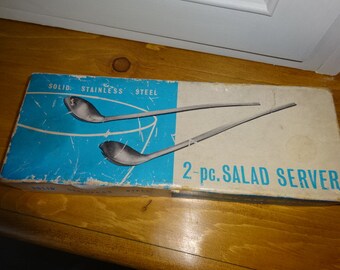 SOLID STAINLESS STEEL
2-pc. SALAD SERVER